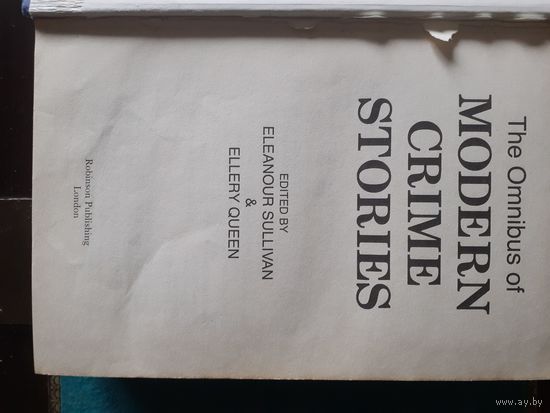 The Omnibus of
MODERN
CRIME
STORIES
EDITED BY
ELEANOUR SULLIVAN
&
ELLERY QUEEN
Robinson Publishing
London
www.ay.by